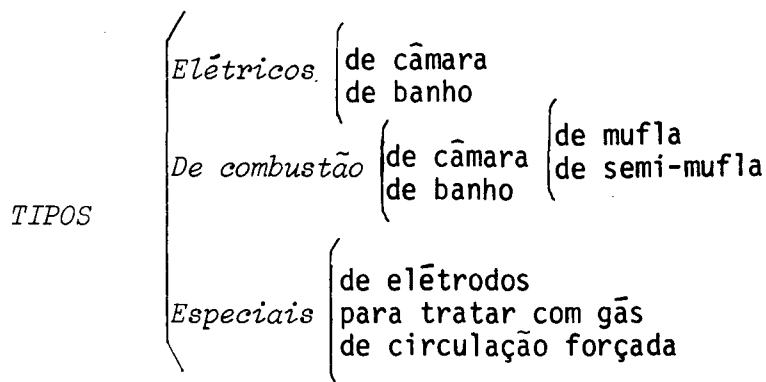 Elétricos de câmara
de banho
de mufla
De combustão de câmara de semi-mufla
de banho
TIPOS
de elétrodos
Especiais para tratar com gás
de circulação forçada